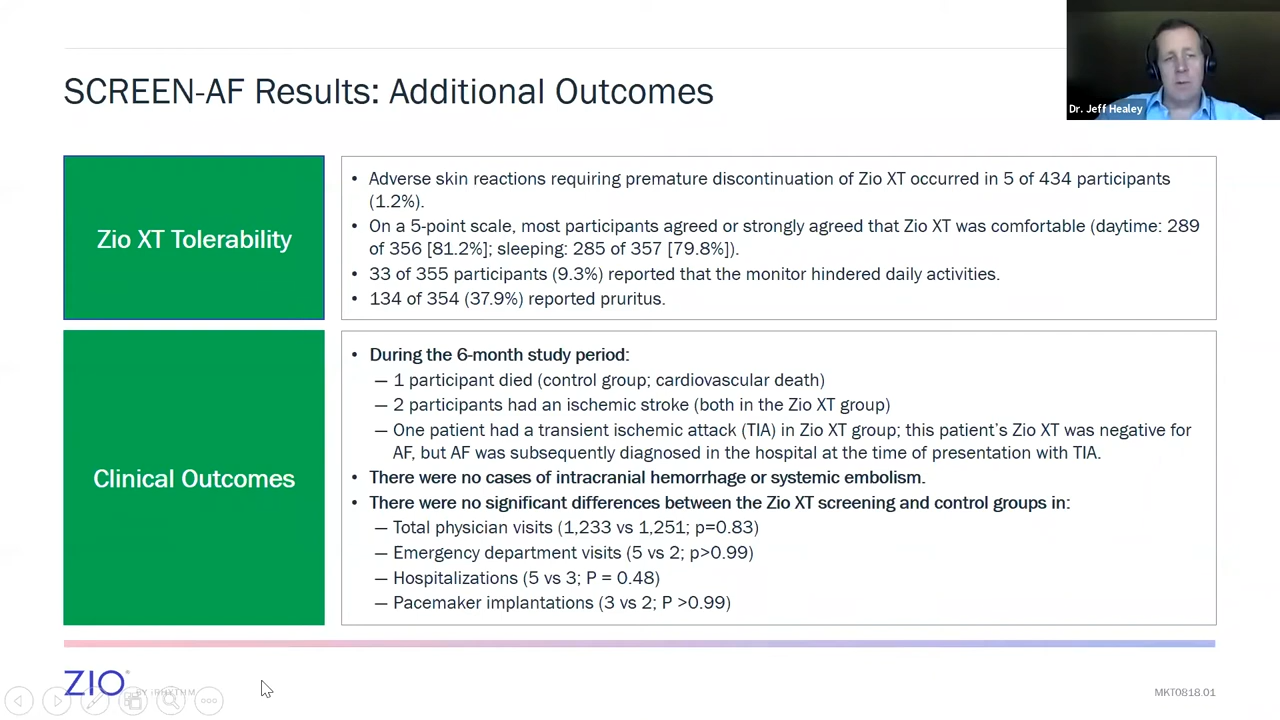 Dr. Jeff Healey
SCREEN-AF Results: Additional Outcomes
Zio XT Tolerability
• Adverse skin reactions requiring premature discontinuation of Zio XT occurred in 5 of 434 participants
(1.2%).
• On a 5-point scale, most participants agreed or strongly agreed that Zio XT was comfortable (daytime: 289
of 356 [81.2%]; sleeping: 285 of 357 [79.8%]).
• 33 of 355 participants (9.3%) reported that the monitor hindered daily activities.
• 134 of 354 (37.9%) reported pruritus.
Clinical Outcomes
• During the 6-month study period:
— 1 participant died (control group; cardiovascular death)
— 2 participants had an ischemic stroke (both in the Zio XT group)
— One patient had a transient ischemic attack (TIA) in Zio XT group; this patient's Zio XT was negative for
AF, but AF was subsequently diagnosed in the hospital at the time of presentation with TIA.
• There were no cases of intracranial hemorrhage or systemic embolism.
• There were no significant differences between the Zio XT screening and control groups in:
— Total physician visits (1,233 vs 1,251; p=0.83)
— Emergency department visits (5 vs 2; p>0.99)
— Hospitalizations (5 vs 3; P = 0.48)
— Pacemaker implantations (3 vs 2; P >0.99)
ZIO® BY iRHYTHM
MKT0818.01